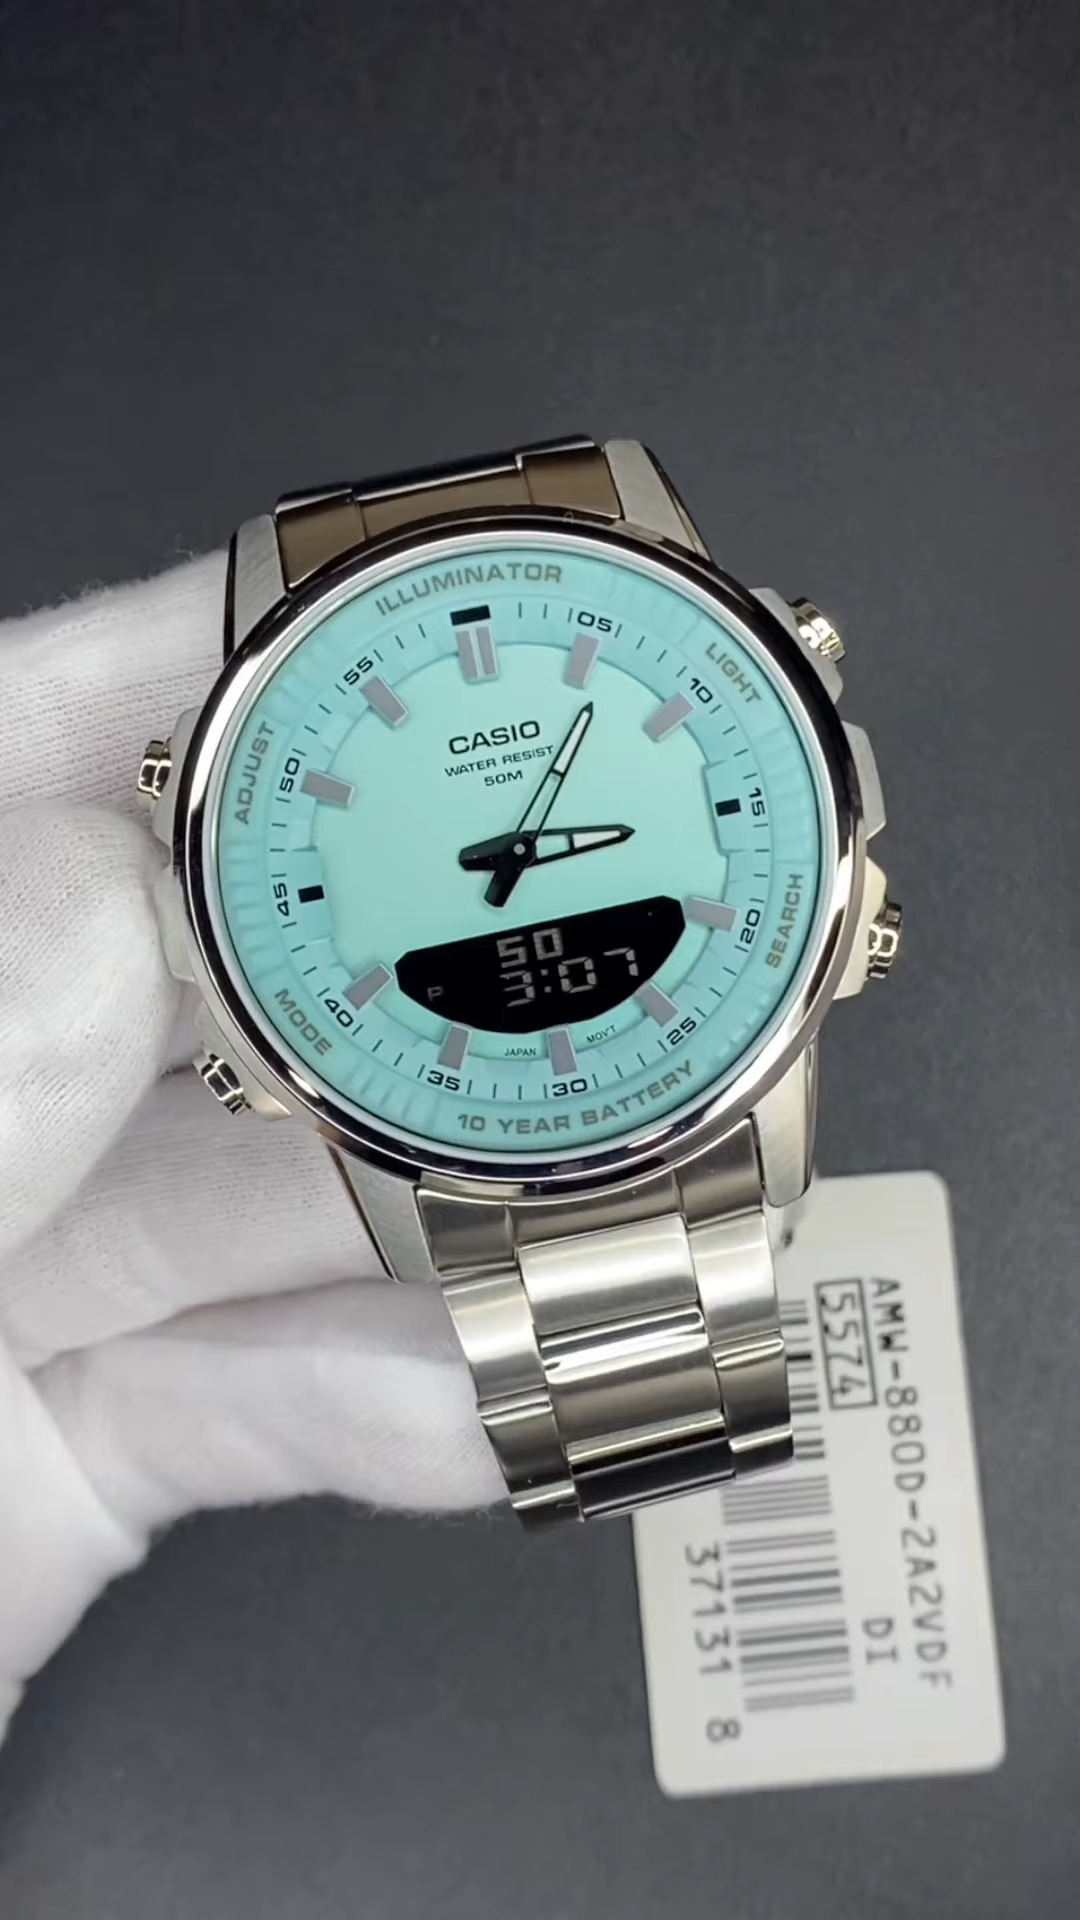 ILLUMINATOR
LIGHT
SEARCH
10 YEAR BATTERY
MODE
ADJUST
05
10
15
20
25
30
35
40
45
50
55
CASIO
WATER RESIST
50M
50
P 3:07
JAPAN MOV'T
AMW-880D-2A2VDF
5574 DI
37131 8